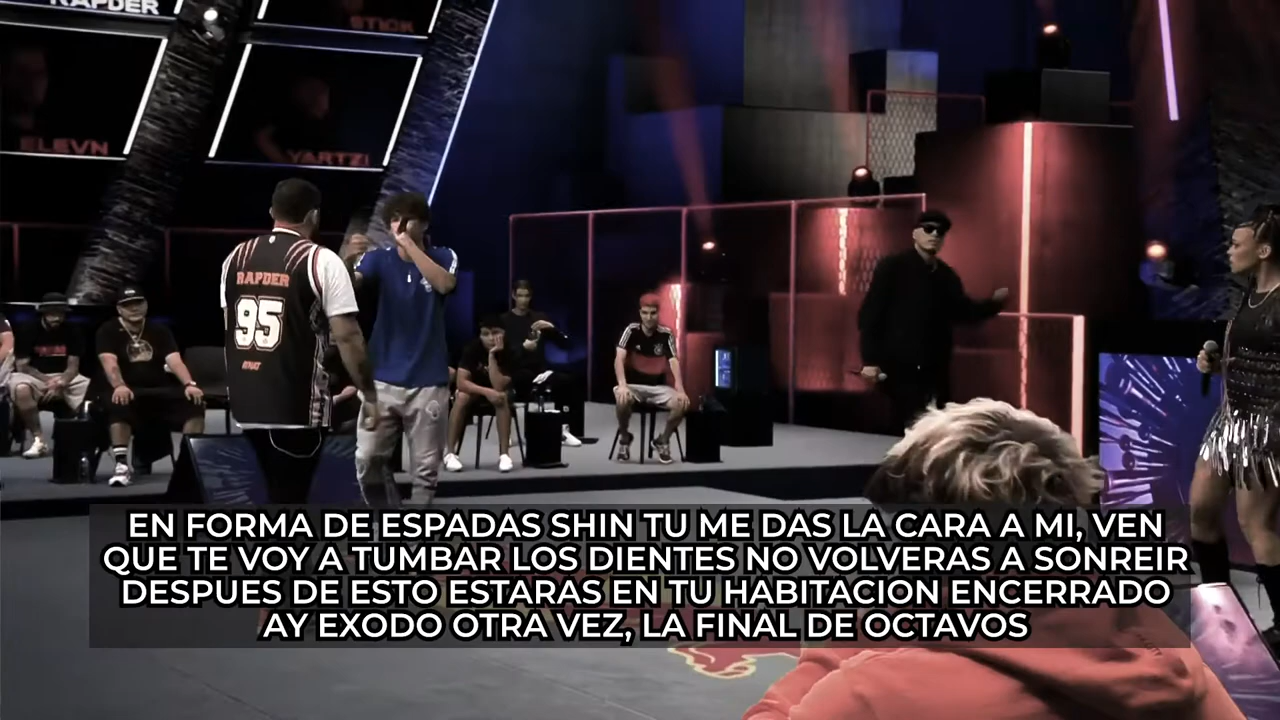 RAPDER
STICK
ELEVN
YARTZI
RAPDER
95
EN FORMA DE ESPADAS SHIN TU ME DAS LA CARA A MI, VEN
QUE TE VOY A TUMBAR LOS DIENTES NO VOLVERAS A SONREIR
DESPUES DE ESTO ESTARAS EN TU HABITACION ENCERRADO
AY EXODO OTRA VEZ, LA FINAL DE OCTAVOS